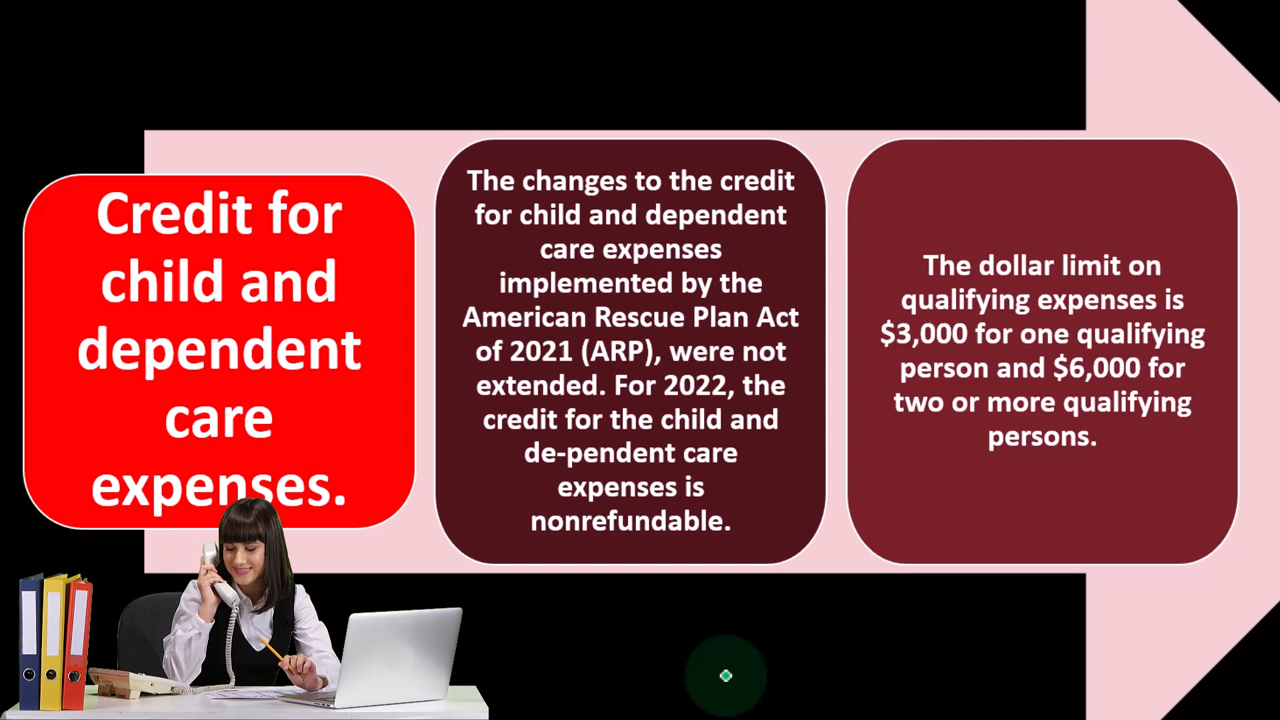 Credit for
child and
dependent
care
expenses.
The changes to the credit
for child and dependent
care expenses
implemented by the
American Rescue Plan Act
of 2021 (ARP), were not
extended. For 2022, the
credit for the child and
de-pendent care
expenses is
nonrefundable.
The dollar limit on
qualifying expenses is
$3,000 for one qualifying
person and $6,000 for
two or more qualifying
persons.